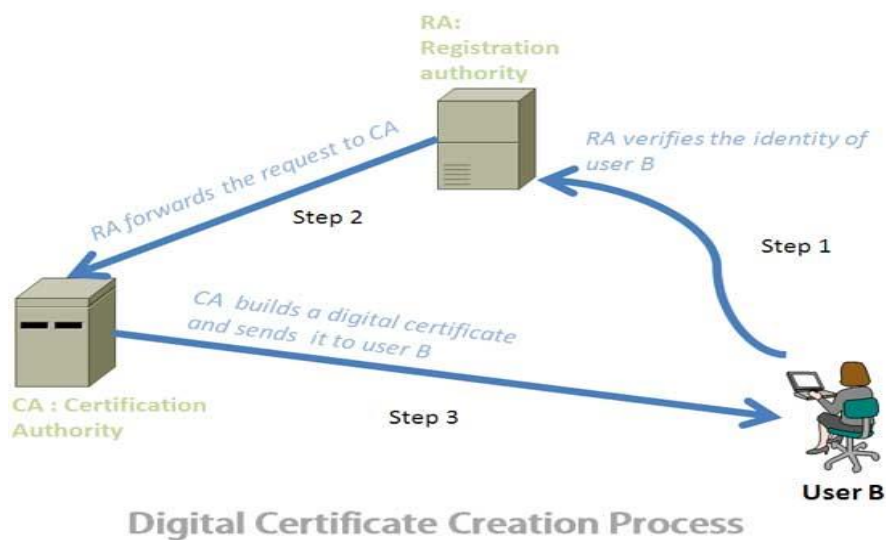 RA:
Registration
authority
RA verifies the identity of
user B
RA forwards the request to CA
Step 2
Step 1
CA builds a digital certificate
and sends it to user B
CA : Certification
Authority
Step 3
User B
Digital Certificate Creation Process